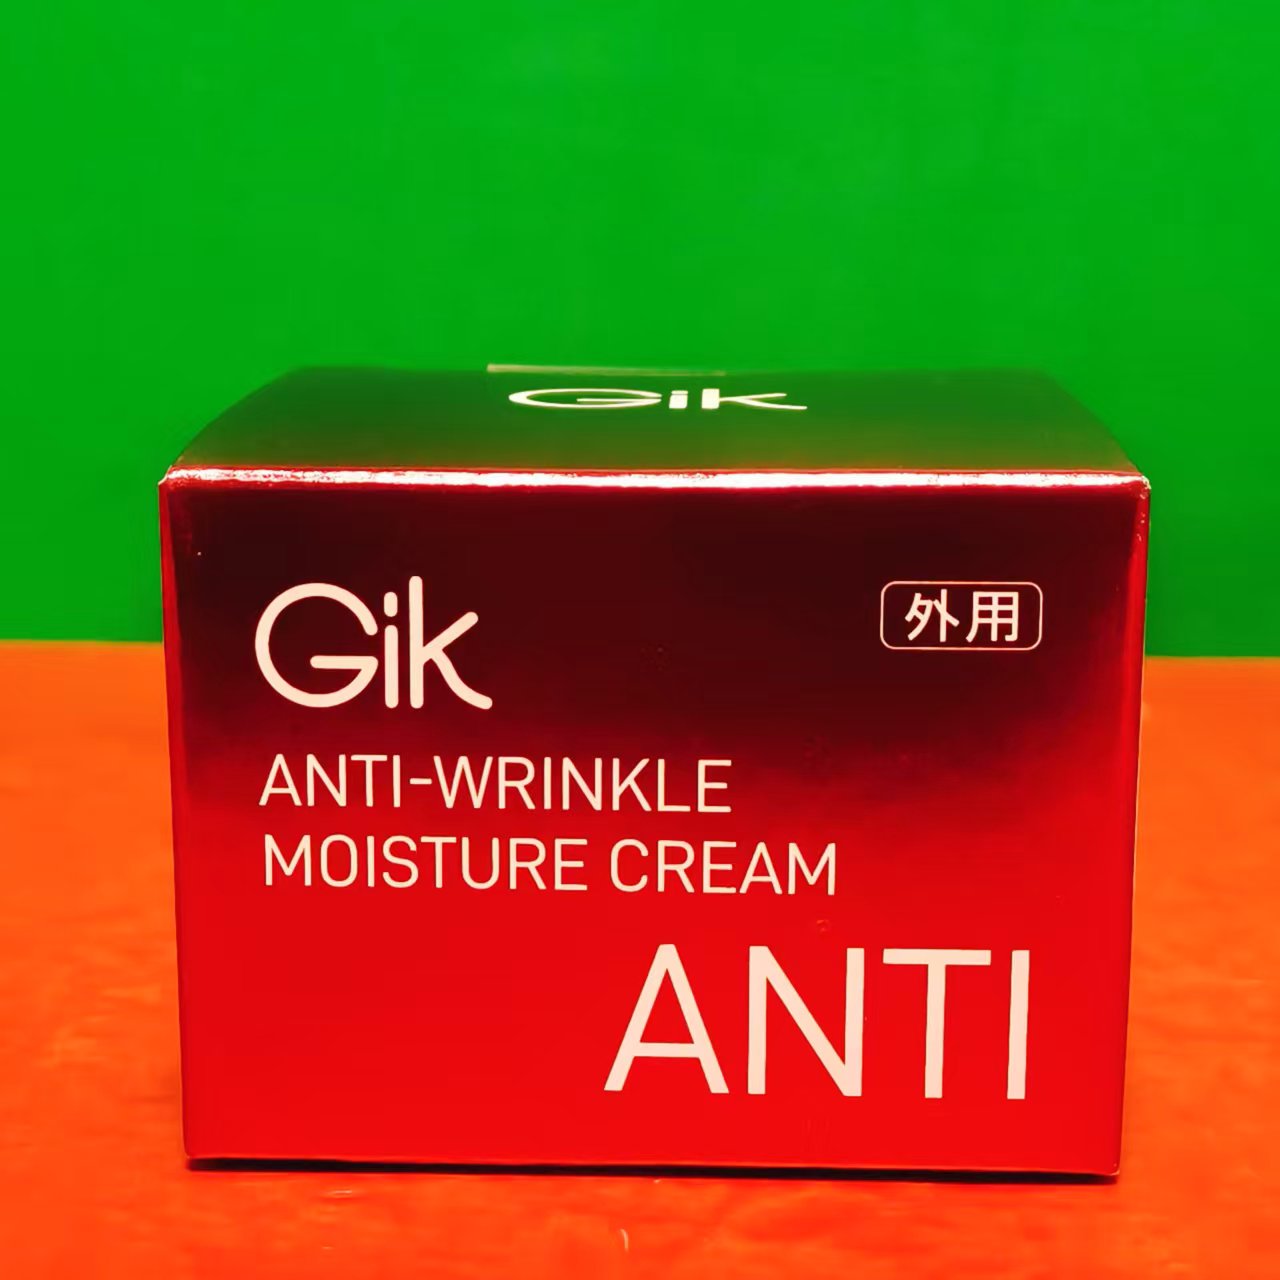 Gik
Gik
外用
ANTI-WRINKLE
MOISTURE CREAM
ANTI